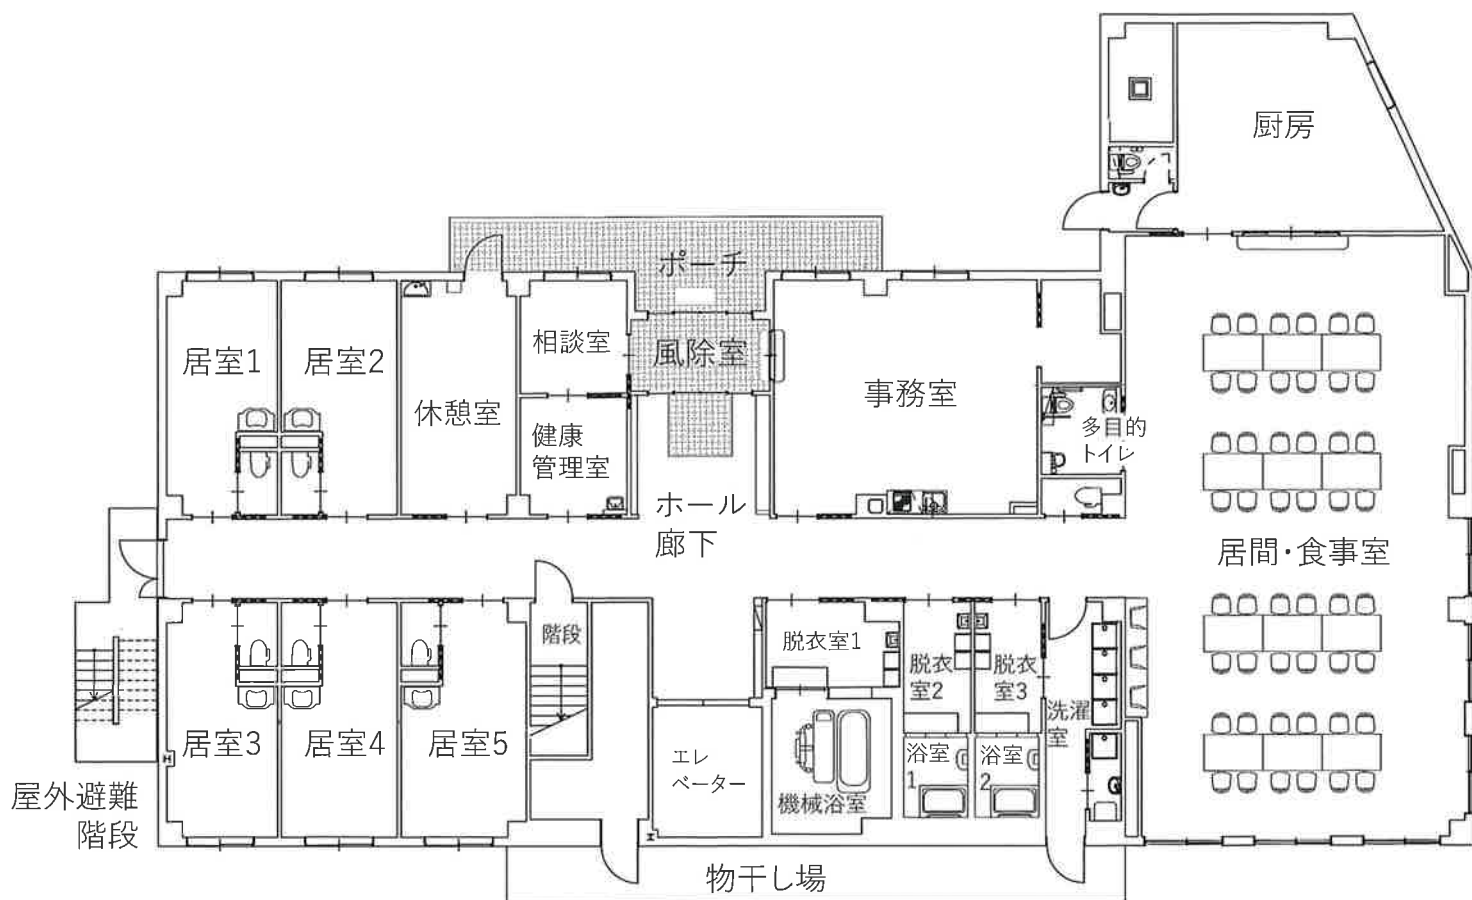 厨房
ポーチ
相談室
風除室
居室1
居室2
休憩室
事務室
健康
管理室
多目的
トイレ
ホール
廊下
居間・食事室
階段
脱衣室1
脱衣
室2
脱衣
室3
洗濯
室
居室3
居室4
居室5
エレ
ベーター
浴室
1
浴室
2
機械浴室
屋外避難
階段
物干し場